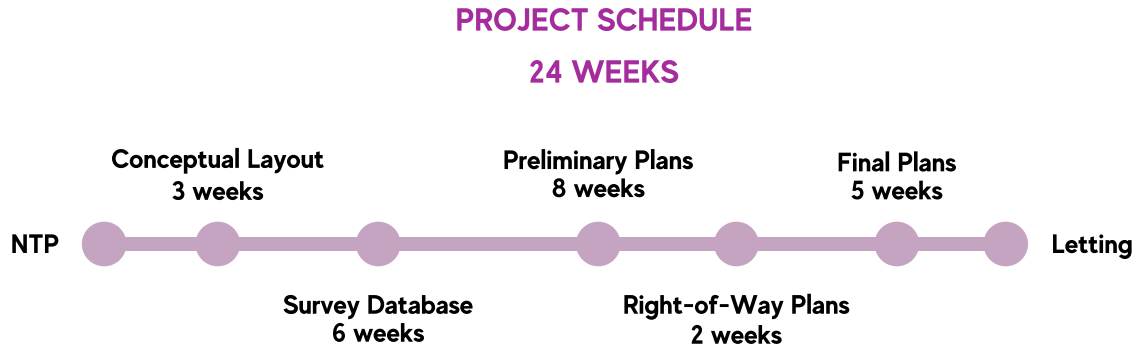 PROJECT SCHEDULE
24 WEEKS
Conceptual Layout
3 weeks
Preliminary Plans
8 weeks
Final Plans
5 weeks
NTP
Letting
Survey Database
6 weeks
Right-of-Way Plans
2 weeks